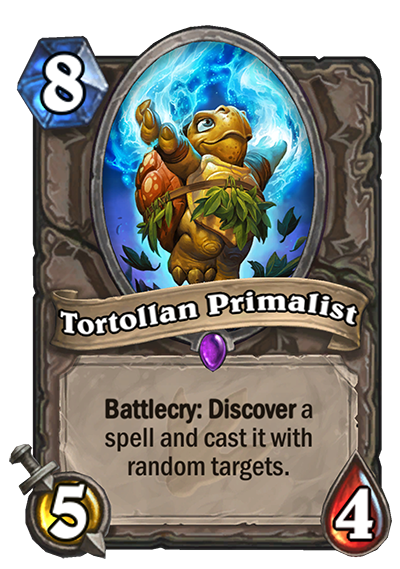 8
Tortollan Primalist
Battlecry: Discover a
spell and cast it with
random targets.
5
4